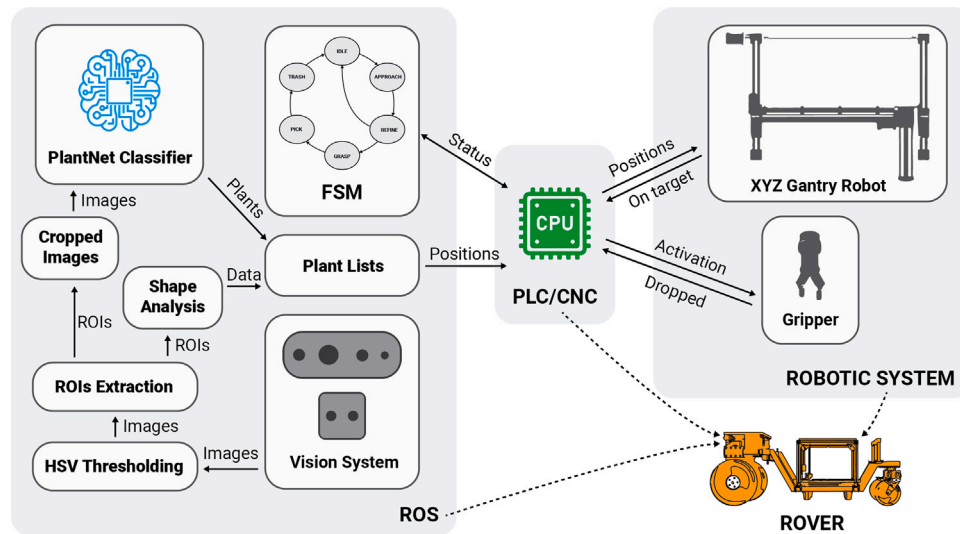 PlantNet Classifier
IDLE
APPROACH
REFINE
GRASP
PICK
TRASH
FSM
Status
Images
Plants
Cropped
Images
Plant Lists
Positions
Shape
Analysis
Data
ROIs
ROIs
ROIs Extraction
Images
HSV Thresholding
Images
Vision System
ROS
CPU
PLC/CNC
Positions
On target
XYZ Gantry Robot
Activation
Dropped
Gripper
ROBOTIC SYSTEM
ROVER